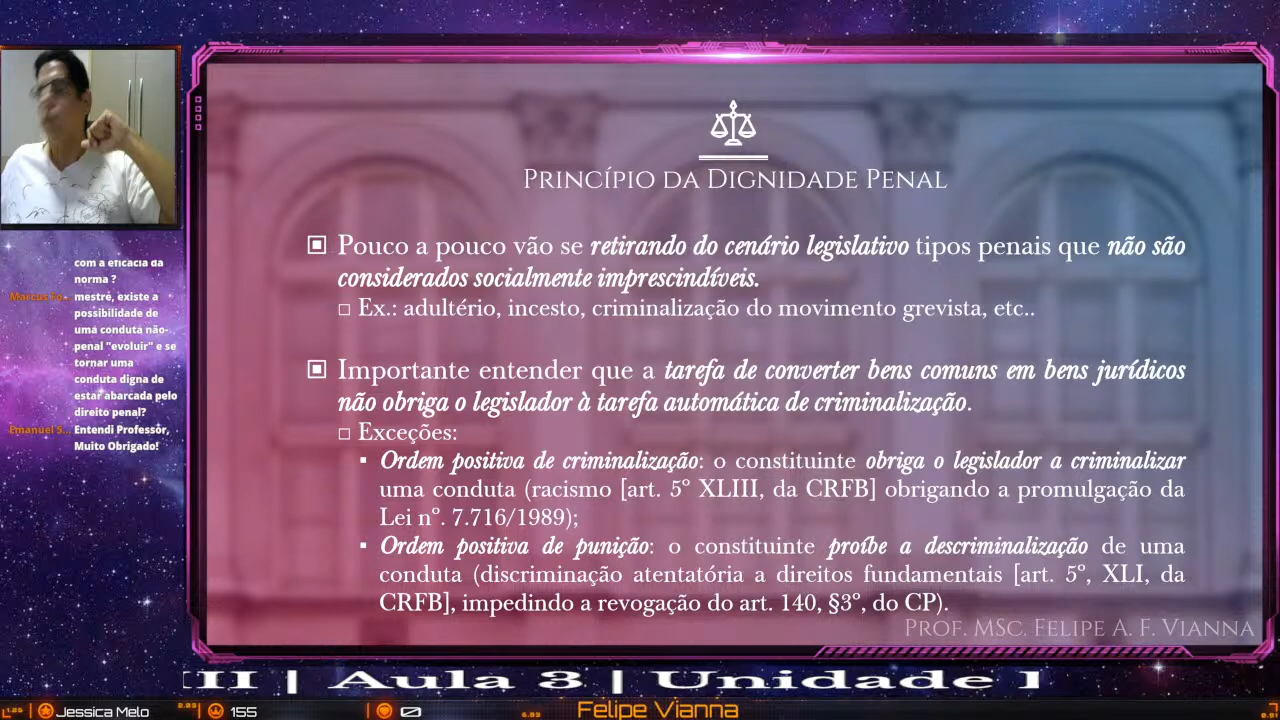 Princípio da Dignidade Penal
Pouco a pouco vão se retirando do cenário legislativo tipos penais que não são
considerados socialmente imprescindíveis.
Ex.: adultério, incesto, criminalização do movimento grevista, etc..
Importante entender que a tarefa de converter bens comuns em bens jurídicos
não obriga o legislador à tarefa automática de criminalização.
Exceções:
Ordem positiva de criminalização: o constituinte obriga o legislador a criminalizar
uma conduta (racismo [art. 5º XLIII, da CRFB] obrigando a promulgação da
Lei nº. 7.716/1989);
Ordem positiva de punição: o constituinte proíbe a descriminalização de uma
conduta (discriminação atentatória a direitos fundamentais [art. 5º, XLI, da
CRFB], impedindo a revogação do art. 140, §3º, do CP).
Prof. MSc. Felipe A. F. Vianna
com a eficácia da
norma ?
mestre, existe a
possibilidade de
uma conduta não-
penal "evoluir" e se
tornar uma
conduta digna de
estar abarcada pelo
direito penal?
Emanuel S... Entendi Professor,
Muito Obrigado!
II | Aula 3 | Unidade 1
Jessica Melo
155
0
Felipe Vianna